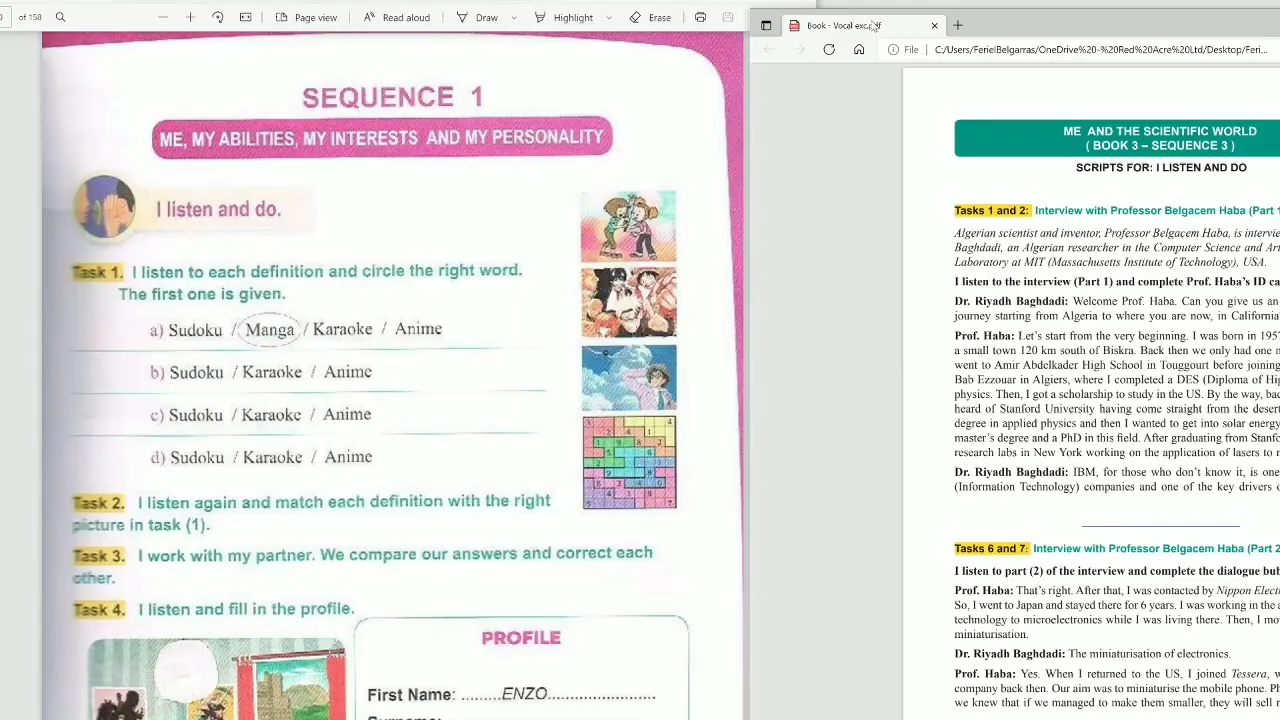 of 158
Page view
Read aloud
Draw
Highlight
Erase
SEQUENCE 1
ME, MY ABILITIES, MY INTERESTS AND MY PERSONALITY
I listen and do.
Task 1. I listen to each definition and circle the right word.
The first one is given.
a) Sudoku / Manga / Karaoke / Anime
b) Sudoku / Karaoke / Anime
c) Sudoku / Karaoke / Anime
d) Sudoku / Karaoke / Anime
Task 2. I listen again and match each definition with the right
picture in task (1).
Task 3. I work with my partner. We compare our answers and correct each
other.
Task 4. I listen and fill in the profile.
PROFILE
First Name: ........ENZO......................
Book - Vocal exc.pdf
File
C:/Users/FerielBelgarras/OneDrive%20-%20Red%20Acre%20Ltd/Desktop/Feri...
ME AND THE SCIENTIFIC WORLD
( BOOK 3 – SEQUENCE 3 )
SCRIPTS FOR: I LISTEN AND DO
Tasks 1 and 2: Interview with Professor Belgacem Haba (Part 1
Algerian scientist and inventor, Professor Belgacem Haba, is intervie
Baghdadi, an Algerian researcher in the Computer Science and Ar
Laboratory at MIT (Massachusetts Institute of Technology), USA.
I listen to the interview (Part 1) and complete Prof. Haba's ID ca
Dr. Riyadh Baghdadi: Welcome Prof. Haba. Can you give us an
journey starting from Algeria to where you are now, in California
Prof. Haba: Let's start from the very beginning. I was born in 195
a small town 120 km south of Biskra. Back then we only had one
went to Amir Abdelkader High School in Touggourt before joining
Bab Ezzouar in Algiers, where I completed a DES (Diploma of Hi
physics. Then, I got a scholarship to study in the US. By the way, bac
heard of Stanford University having come straight from the desert
degree in applied physics and then I wanted to get into solar energy
master's degree and a PhD in this field. After graduating from Stanfo
research labs in New York working on the application of lasers to
Dr. Riyadh Baghdadi: IBM, for those who don't know it, is one
(Information Technology) companies and one of the key drivers
Tasks 6 and 7: Interview with Professor Belgacem Haba (Part 2
I listen to part (2) of the interview and complete the dialogue bub
Prof. Haba: That's right. After that, I was contacted by Nippon Elect
So, I went to Japan and stayed there for 6 years. I was working in the
technology to microelectronics while I was living there. Then, I mo
miniaturisation.
Dr. Riyadh Baghdadi: The miniaturisation of electronics.
Prof. Haba: Yes. When I returned to the US, I joined Tessera, w
company back then. Our aim was to miniaturize the mobile phone.
we knew that if we managed to make them smaller, they will sell